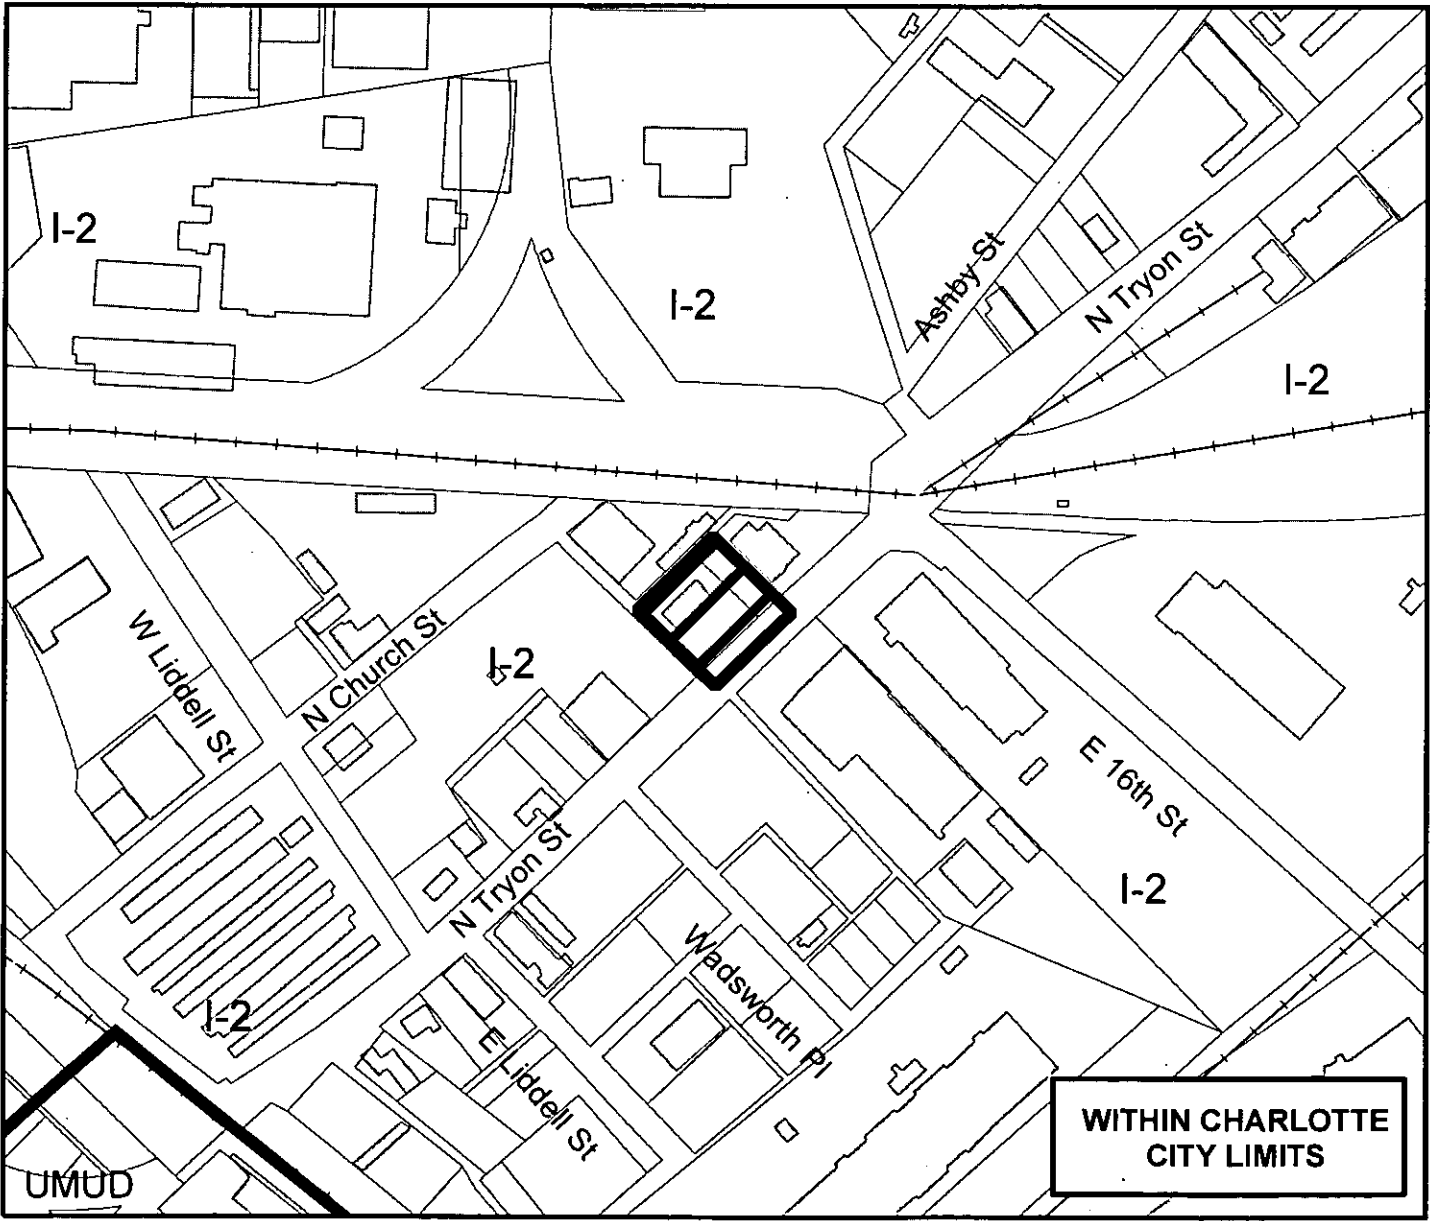 I-2
I-2
Ashby St
N Tryon St
I-2
W Liddell St
N Church St
I-2
E 16th St
N Tryon St
I-2
Wadsworth Pl
I-2
E Liddell St
WITHIN CHARLOTTE
CITY LIMITS
UMUD